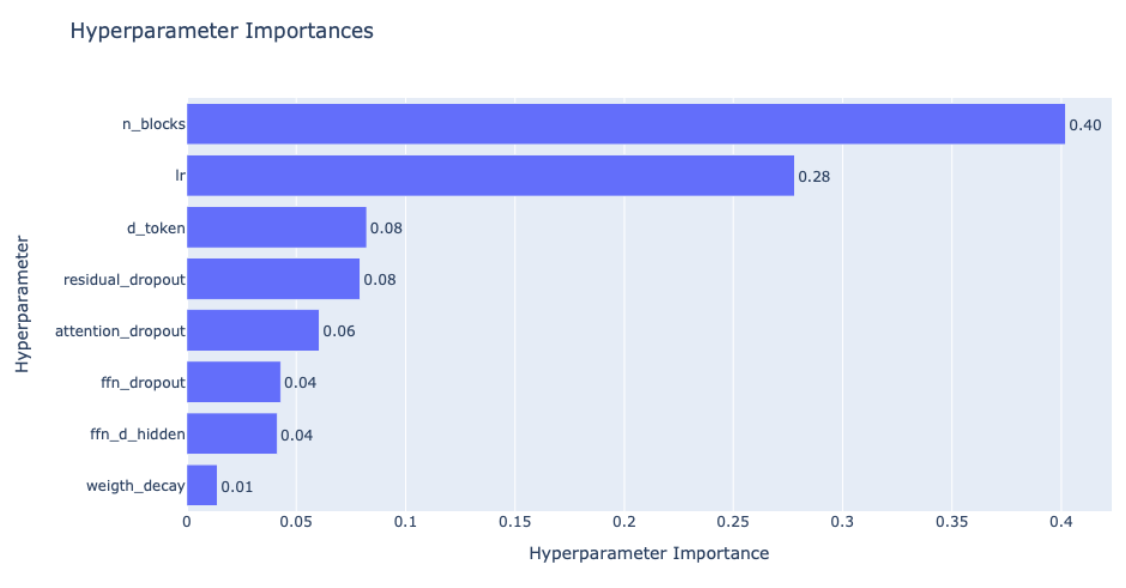 Hyperparameter Importances
Hyperparameter
n_blocks 0.40
lr 0.28
d_token 0.08
residual_dropout 0.08
attention_dropout 0.06
ffn_dropout 0.04
ffn_d_hidden 0.04
weigth_decay 0.01
0 0.05 0.1 0.15 0.2 0.25 0.3 0.35 0.4
Hyperparameter Importance